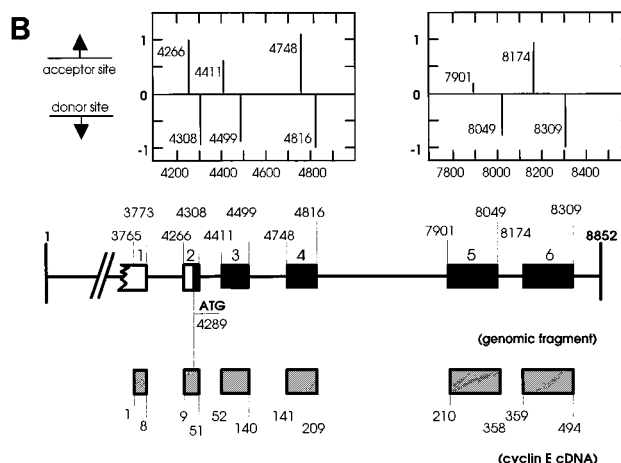 B
acceptor site
donor site
1
0
-1
4266
4411
4748
4308
4499
4816
4200 4400 4600 4800
1
0
-1
7901
8174
8049
8309
7800 8000 8200 8400
3773 4308 4499 4816 8049 8309
1 3765 4266 4411 4748 7901 8174 8852
1 2 3 4 5 6
ATG
4289
(genomic fragment)
1 8 9 51 52 140 141 209 210 358 359 494
(cyclin E cDNA)